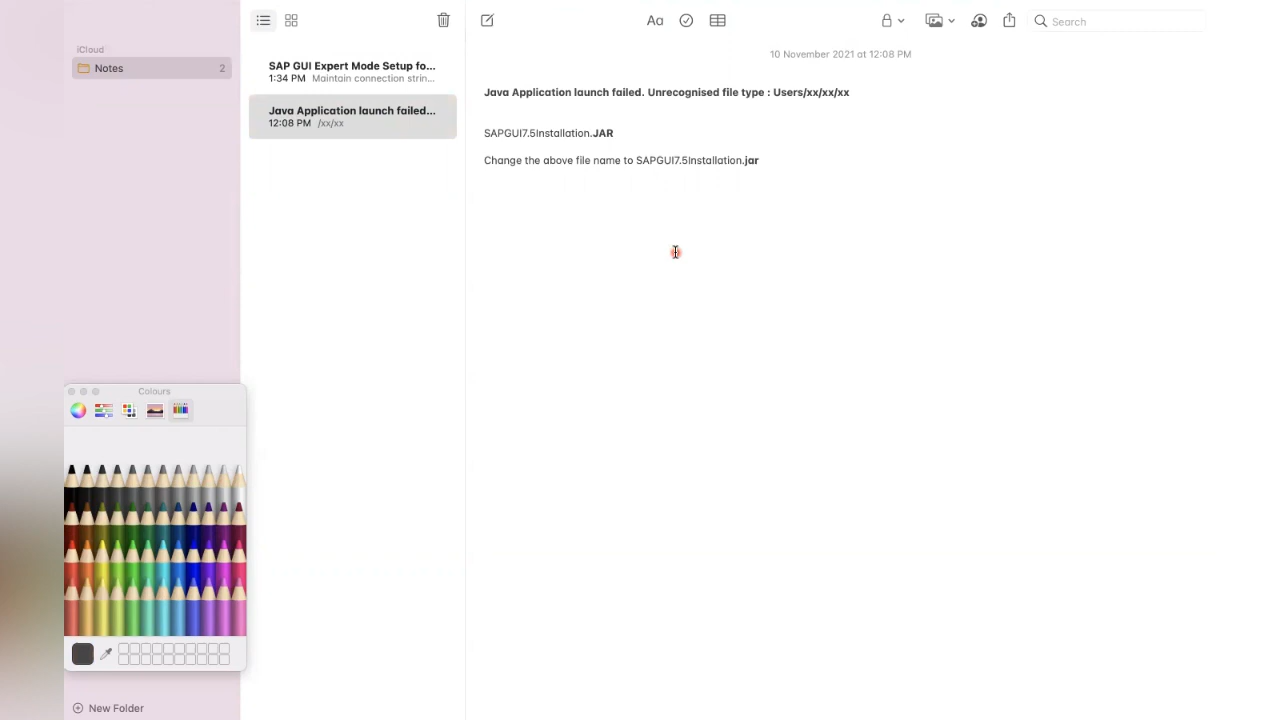 iCloud
Notes 2
New Folder
SAP GUI Expert Mode Setup fo...
1:34 PM Maintain connection strin...
Java Application launch failed...
12:08 PM /xx/xx
Aa
Search
10 November 2021 at 12:08 PM
Java Application launch failed. Unrecognised file type : Users/xx/xx/xx
SAPGUI7.5Installation.JAR
Change the above file name to SAPGUI7.5Installation.jar
Colours